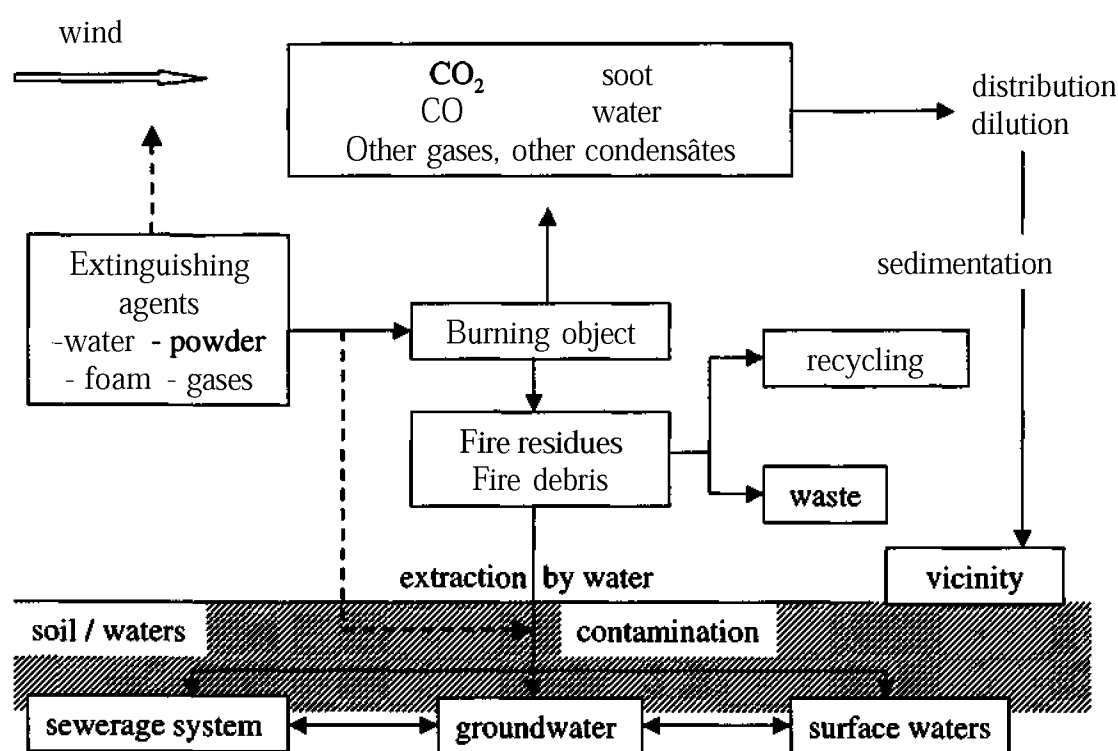 wind
CO2 soot
CO water
Other gases, other condensâtes
distribution
dilution
Extinguishing
agents
-water - powder
- foam - gases
sedimentation
Burning object
recycling
Fire residues
Fire debris
waste
extraction by water
vicinity
soil / waters
contamination
sewerage system
groundwater
surface waters